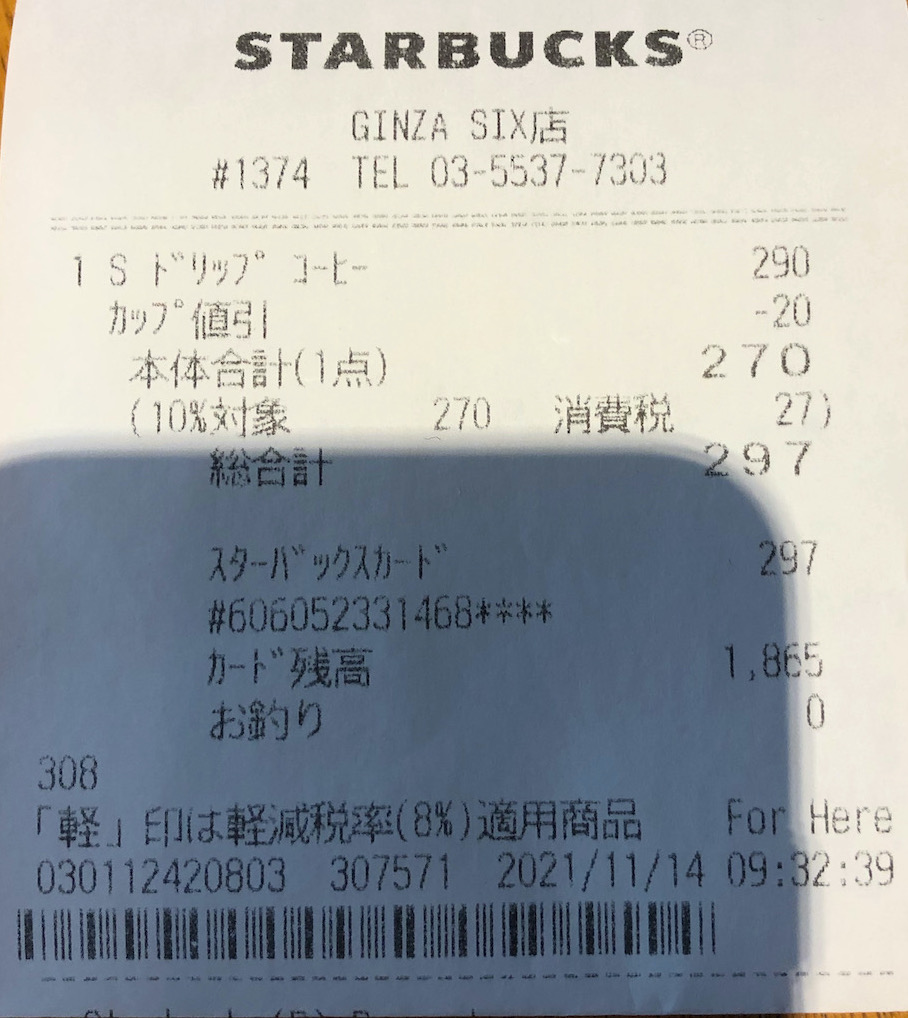 STARBUCKS®
GINZA SIX店
#1374 TEL 03-5537-7303
1 S ﾄﾞﾘｯﾌﾟ ｺｰﾋｰ 290
ｶｯﾌﾟ値引 -20
本体合計(1点) 270
(10%対象 270 消費税 27)
総合計 297
ｽﾀｰﾊﾞｯｸｽｶｰﾄﾞ 297
#606052331468****
ｶｰﾄﾞ残高 1,865
お釣り 0
308
「軽」印は軽減税率(8%)適用商品 For Here
030112420803 307571 2021/11/14 09:32:39